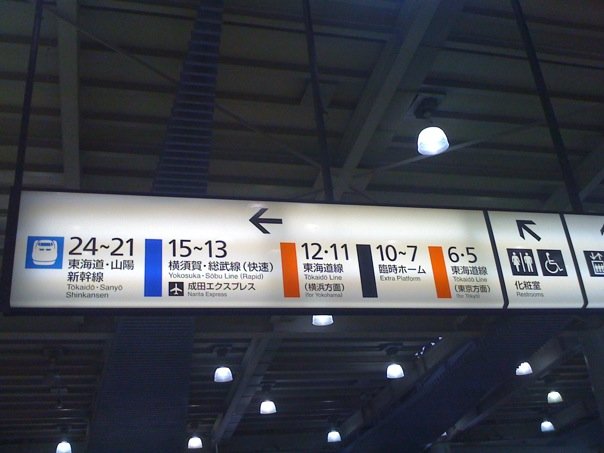 24~21
東海道・山陽
新幹線
Tōkaidō・Sanyō
Shinkansen
15~13
横須賀・総武線(快速)
Yokosuka・Sōbu Line (Rapid)
成田エクスプレス
Narita Express
12・11
東海道線
Tōkaidō Line
(横浜方面)
(for Yokohama)
10~7
臨時ホーム
Extra Platform
6・5
東海道線
Tōkaidō Line
(東京方面)
(for Tokyo)
化粧室
Restrooms